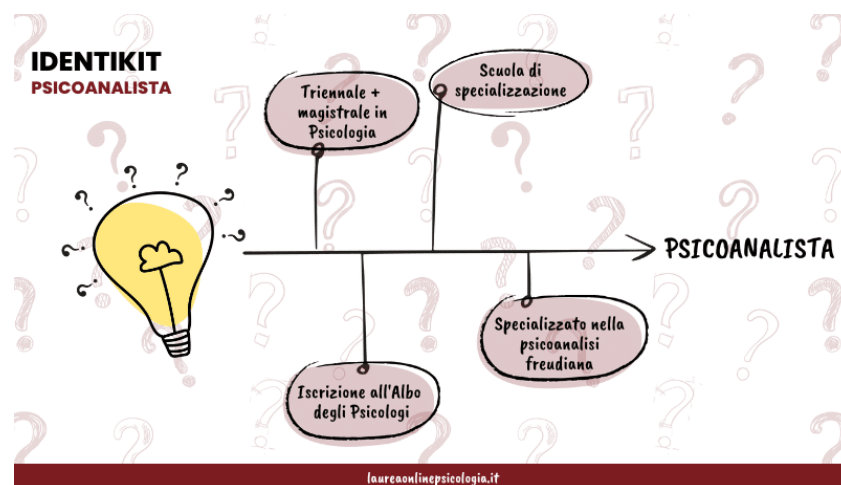 IDENTIKIT
PSICOANALISTA
Triennale +
magistrale in
Psicologia
Scuola di
specializzazione
PSICOANALISTA
Specializzato nella
psicoanalisi
freudiana
Iscrizione all'Albo
degli Psicologi
laureaonlinepsicologia.it